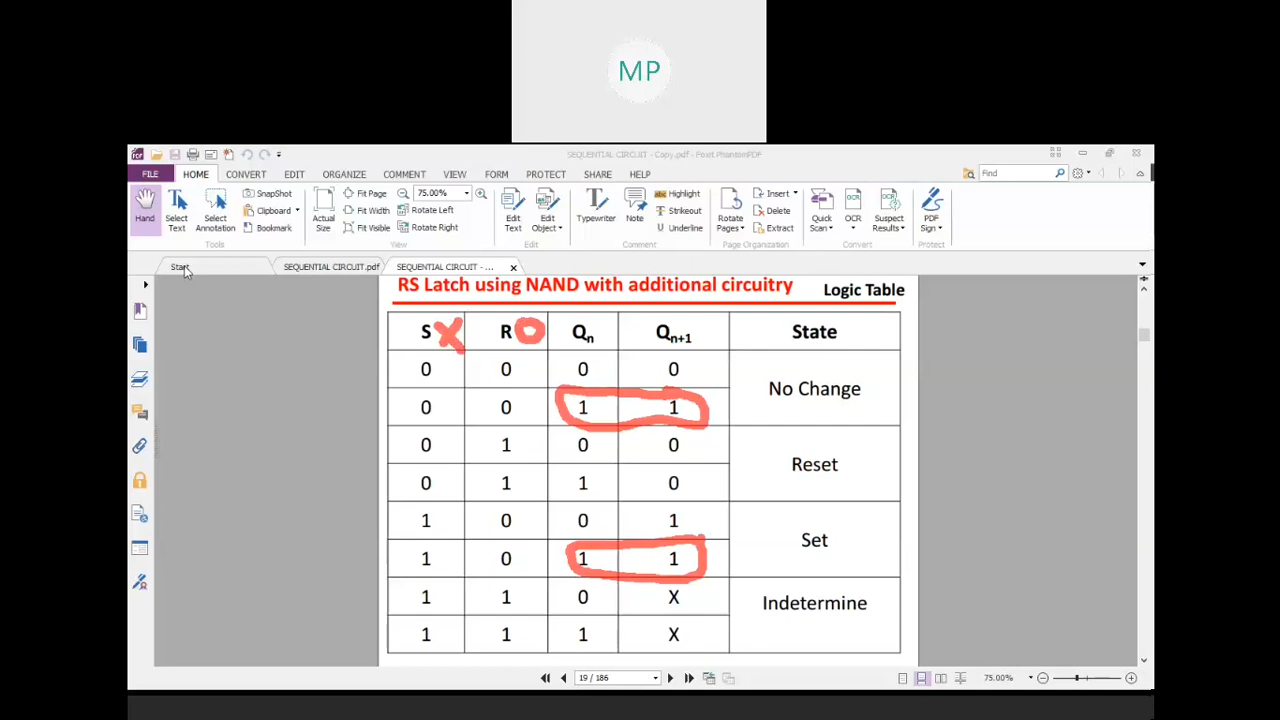 MP
SEQUENTIAL CIRCUIT - Copy.pdf - Foxit PhantomPDF
FILE HOME CONVERT EDIT ORGANIZE COMMENT VIEW FORM PROTECT SHARE HELP Find
Hand Select Text Select Annotation SnapShot Clipboard Bookmark Tools
Actual Size Fit Page Fit Width Fit Visible 75.00% Rotate Left Rotate Right View
Edit Text Edit Object Edit
Typewriter Note Highlight Strikeout Underline Comment
Rotate Pages Insert Delete Extract Page Organization
Quick Scan OCR Suspect Results Convert
PDF Sign Protect
Start SEQUENTIAL CIRCUIT.pdf SEQUENTIAL CIRCUIT - ...
RS Latch using NAND with additional circuitry Logic Table
S X R O Qn Qn+1 State
0 0 0 0 No Change
0 0 1 1
0 1 0 0 Reset
0 1 1 0
1 0 0 1 Set
1 0 1 1
1 1 0 X Indetermine
1 1 1 X
19 / 186 75.00%